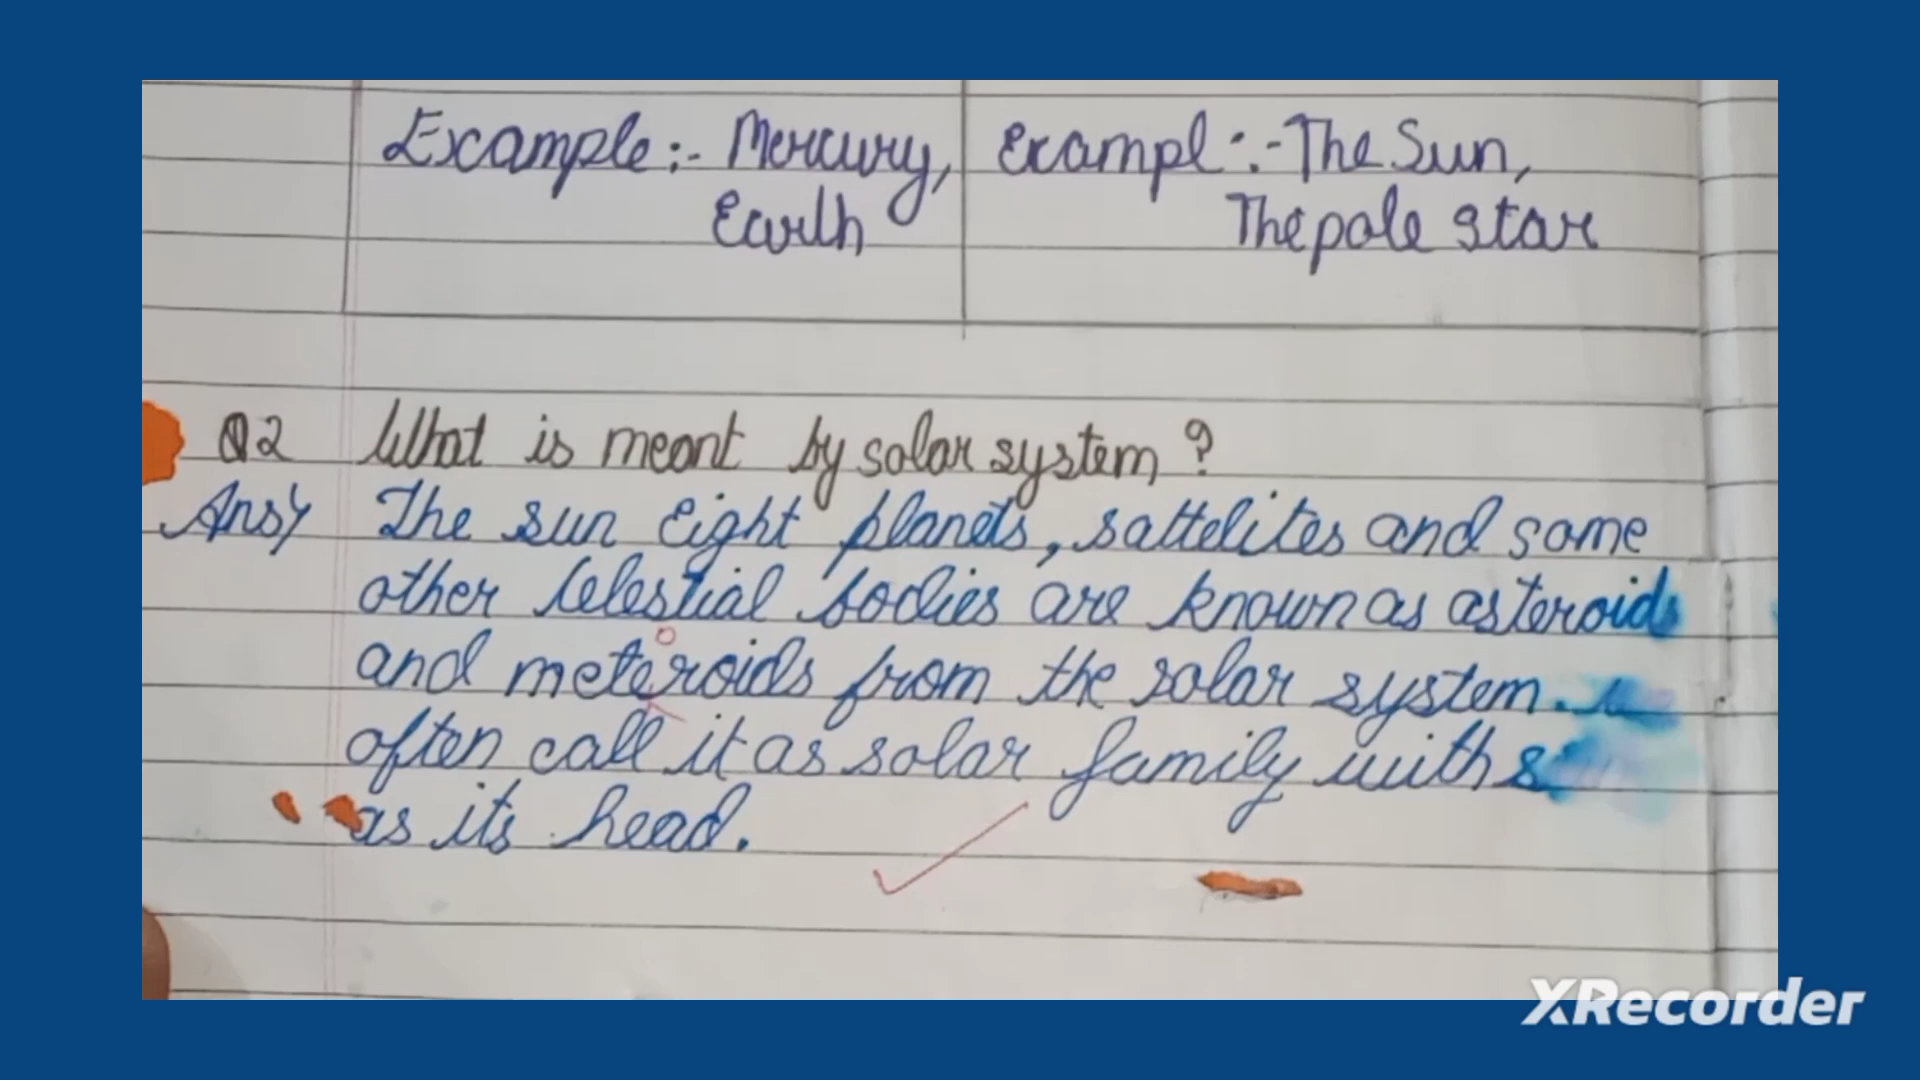 Example:- Mercury, Exampl :- The Sun,
Earth The pole star
Q2 What is meant by solar system ?
Ans> The sun eight planets, sattelites and some
other Celestial bodies are known as asteroids
and meteroids from the solar system.
often call it as solar family with
as its head.
XRecorder